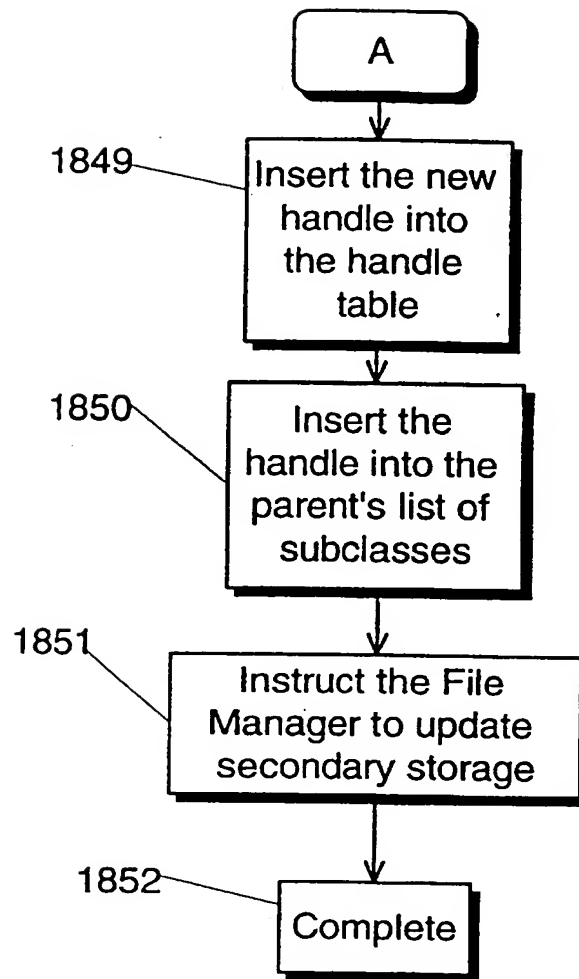 A
1849
Insert the new
handle into
the handle
table
1850
Insert the
handle into the
parent's list of
subclasses
1851
Instruct the File
Manager to update
secondary storage
1852
Complete